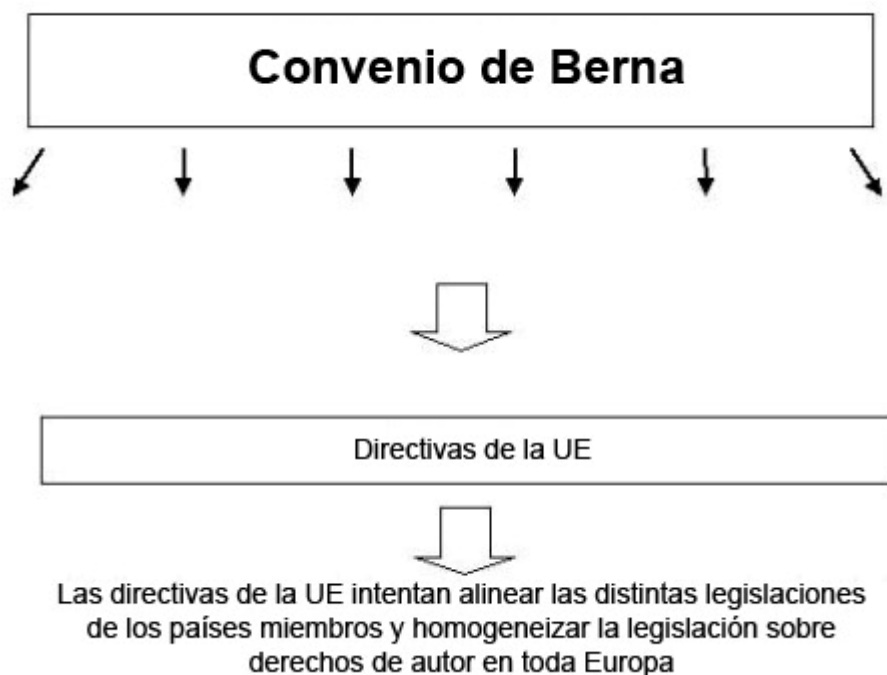 Convenio de Berna
Directivas de la UE
Las directivas de la UE intentan alinear las distintas legislaciones
de los países miembros y homogeneizar la legislación sobre
derechos de autor en toda Europa